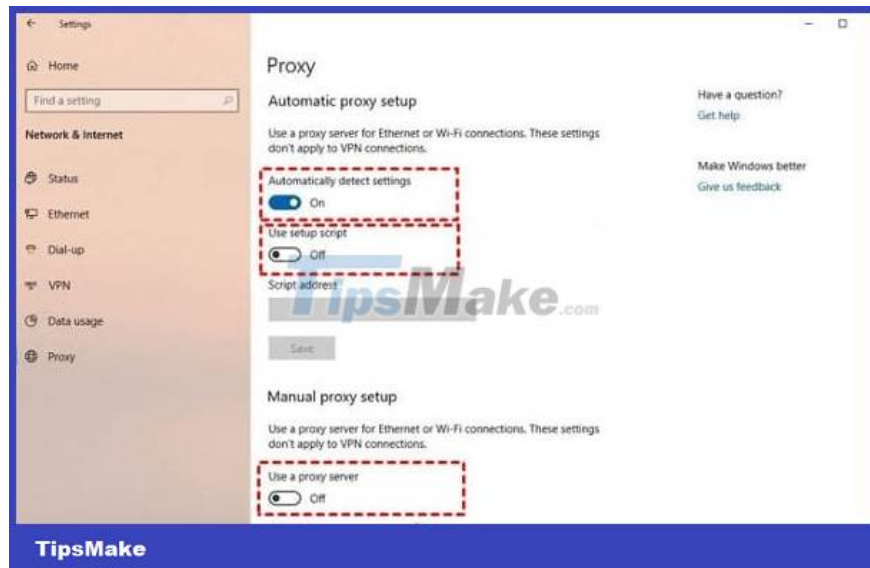 Settings
Home
Find a setting
Network & Internet
Status
Ethernet
Dial-up
VPN
Data usage
Proxy
Proxy
Automatic proxy setup
Use a proxy server for Ethernet or Wi-Fi connections. These settings
don't apply to VPN connections.
Automatically detect settings
On
Use setup script
Off
Script address
Save
Manual proxy setup
Use a proxy server for Ethernet or Wi-Fi connections. These settings
don't apply to VPN connections.
Use a proxy server
Off
Have a question?
Get help
Make Windows better
Give us feedback
TipsMake.com
TipsMake